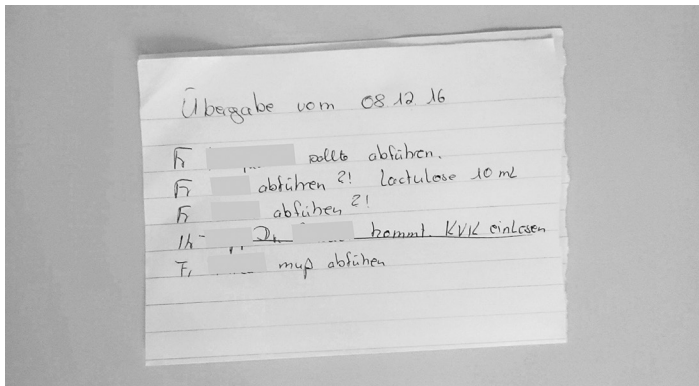 Übergabe vom 08 12 16
Fr sollte abführen.
Fr abführen ?! Lactulose 10 ml
Fr abführen ?!
Dr. kommt. KVK einlesen
Fr muß abführen